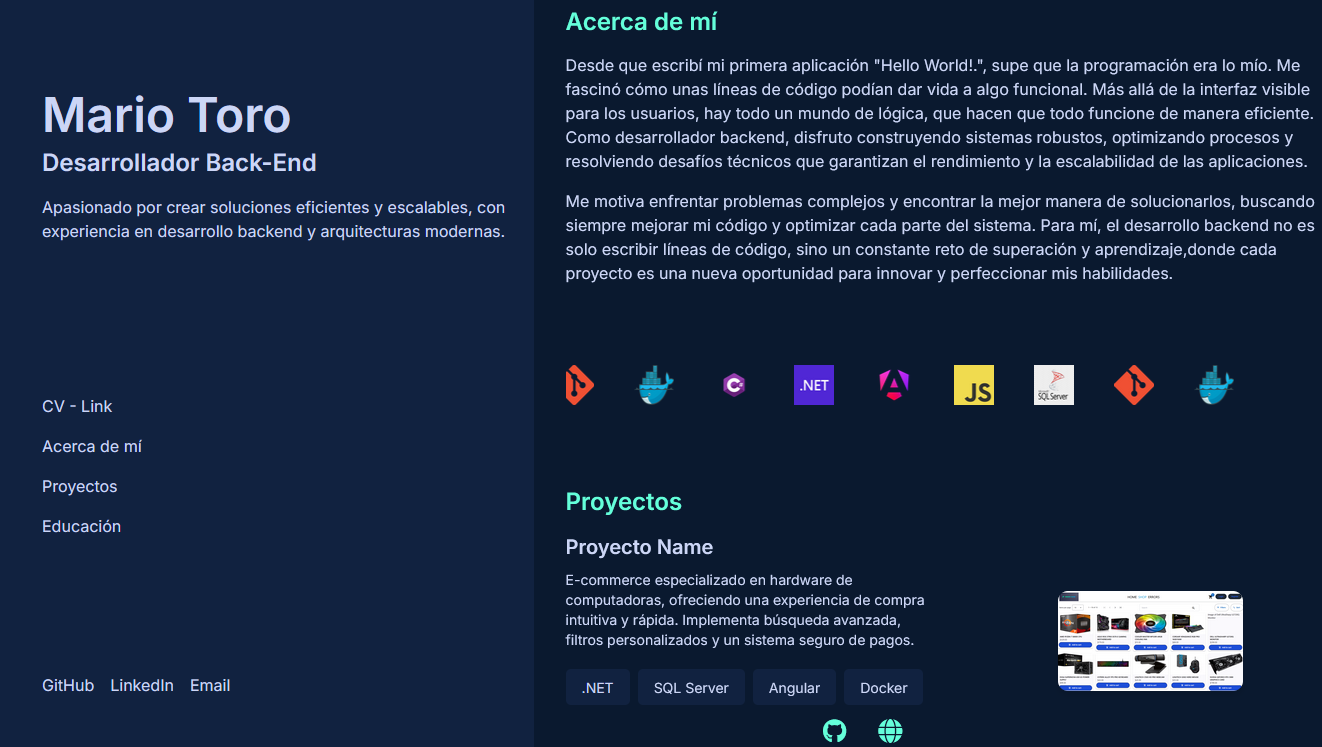 Mario Toro
Desarrollador Back-End
Apasionado por crear soluciones eficientes y escalables, con
experiencia en desarrollo backend y arquitecturas modernas.
CV - Link
Acerca de mí
Proyectos
Educación
GitHub LinkedIn Email
Acerca de mí
Desde que escribí mi primera aplicación "Hello World!.", supe que la programación era lo mío. Me
fascinó cómo unas líneas de código podían dar vida a algo funcional. Más allá de la interfaz visible
para los usuarios, hay todo un mundo de lógica, que hacen que todo funcione de manera eficiente.
Como desarrollador backend, disfruto construyendo sistemas robustos, optimizando procesos y
resolviendo desafíos técnicos que garantizan el rendimiento y la escalabilidad de las aplicaciones.
Me motiva enfrentar problemas complejos y encontrar la mejor manera de solucionarlos, buscando
siempre mejorar mi código y optimizar cada parte del sistema. Para mí, el desarrollo backend no es
solo escribir líneas de código, sino un constante reto de superación y aprendizaje,donde cada
proyecto es una nueva oportunidad para innovar y perfeccionar mis habilidades.
C# .NET JS SQL Server
Proyectos
Proyecto Name
E-commerce especializado en hardware de
computadoras, ofreciendo una experiencia de compra
intuitiva y rápida. Implementa búsqueda avanzada,
filtros personalizados y un sistema seguro de pagos.
.NET SQL Server Angular Docker